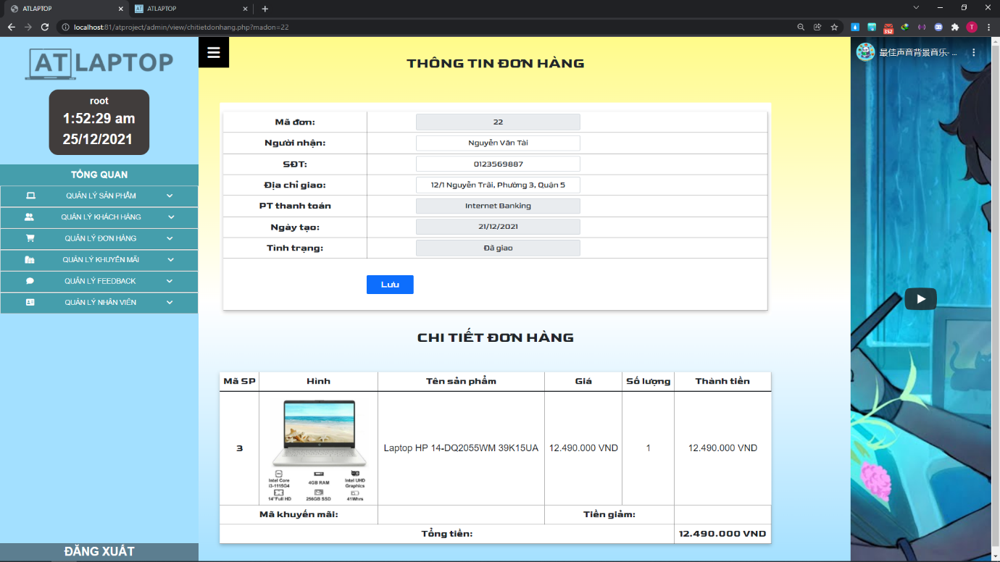 ATLAPTOP
ATLAPTOP
localhost:81/atproject/admin/view/chitietdonhang.php?madon=22
352
T
ATLAPTOP
root
1:52:29 am
25/12/2021
TỔNG QUAN
QUẢN LÝ SẢN PHẨM
QUẢN LÝ KHÁCH HÀNG
QUẢN LÝ ĐƠN HÀNG
QUẢN LÝ KHUYẾN MÃI
QUẢN LÝ FEEDBACK
QUẢN LÝ NHÂN VIÊN
ĐĂNG XUẤT
THÔNG TIN ĐƠN HÀNG
Mã đơn: 22
Người nhận: Nguyễn Văn Tài
SĐT: 0123569887
Địa chỉ giao: 12/1 Nguyễn Trãi, Phường 3, Quận 5
PT thanh toán Internet Banking
Ngày tạo: 21/12/2021
Tình trạng: Đã giao
Lưu
CHI TIẾT ĐƠN HÀNG
Mã SP Hình Tên sản phẩm Giá Số lượng Thành tiền
3 Laptop HP 14-DQ2055WM 39K15UA 12.490.000 VND 1 12.490.000 VND
Intel Core i3-1115G4 4GB RAM Intel UHD Graphics
14"Full HD 256GB SSD 41Whrs
Mã khuyến mãi: Tiền giảm:
Tổng tiền: 12.490.000 VND
最佳声音背景音乐- ...